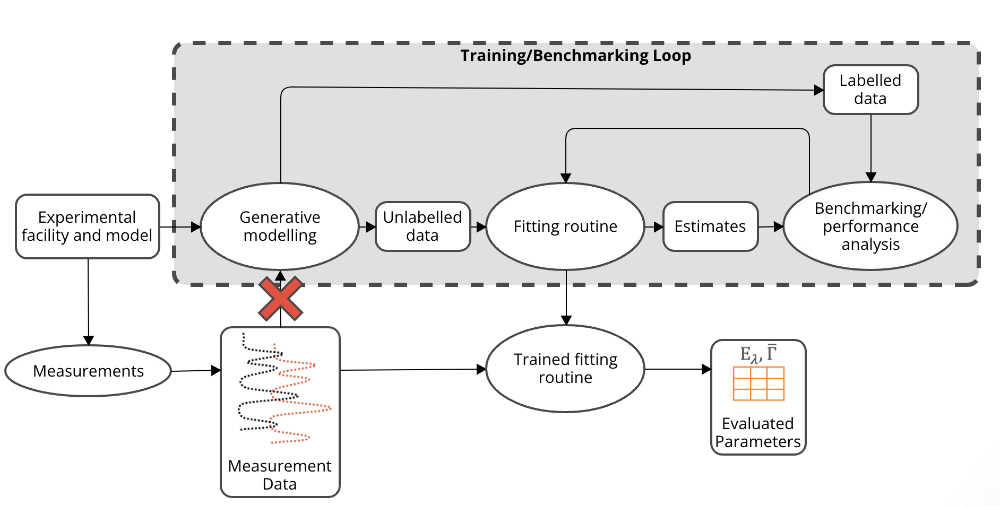 Training/Benchmarking Loop
Labelled
data
Experimental
facility and model
Generative
modelling
Unlabelled
data
Fitting routine
Estimates
Benchmarking/
performance
analysis
Measurements
Measurement
Data
Trained fitting
routine
E_λ, Γ̿
Evaluated
Parameters